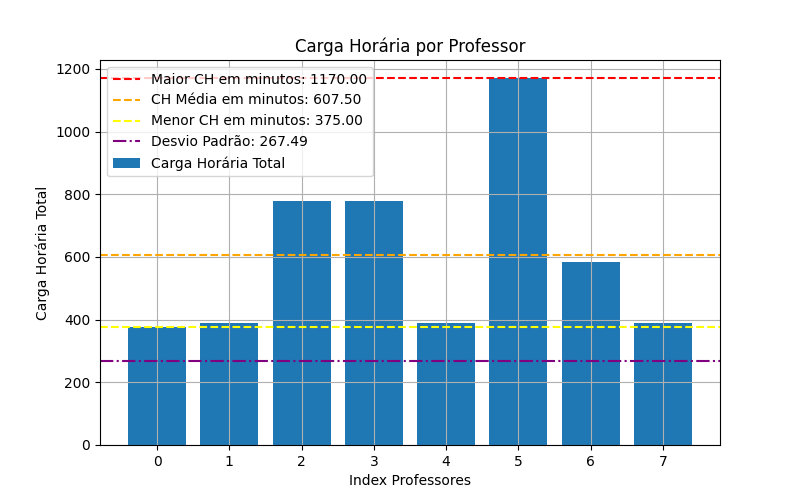 Carga Horária por Professor
Maior CH em minutos: 1170.00
CH Média em minutos: 607.50
Menor CH em minutos: 375.00
Desvio Padrão: 267.49
Carga Horária Total
1200
1000
800
600
400
200
0
Carga Horária Total
0 1 2 3 4 5 6 7
Index Professores